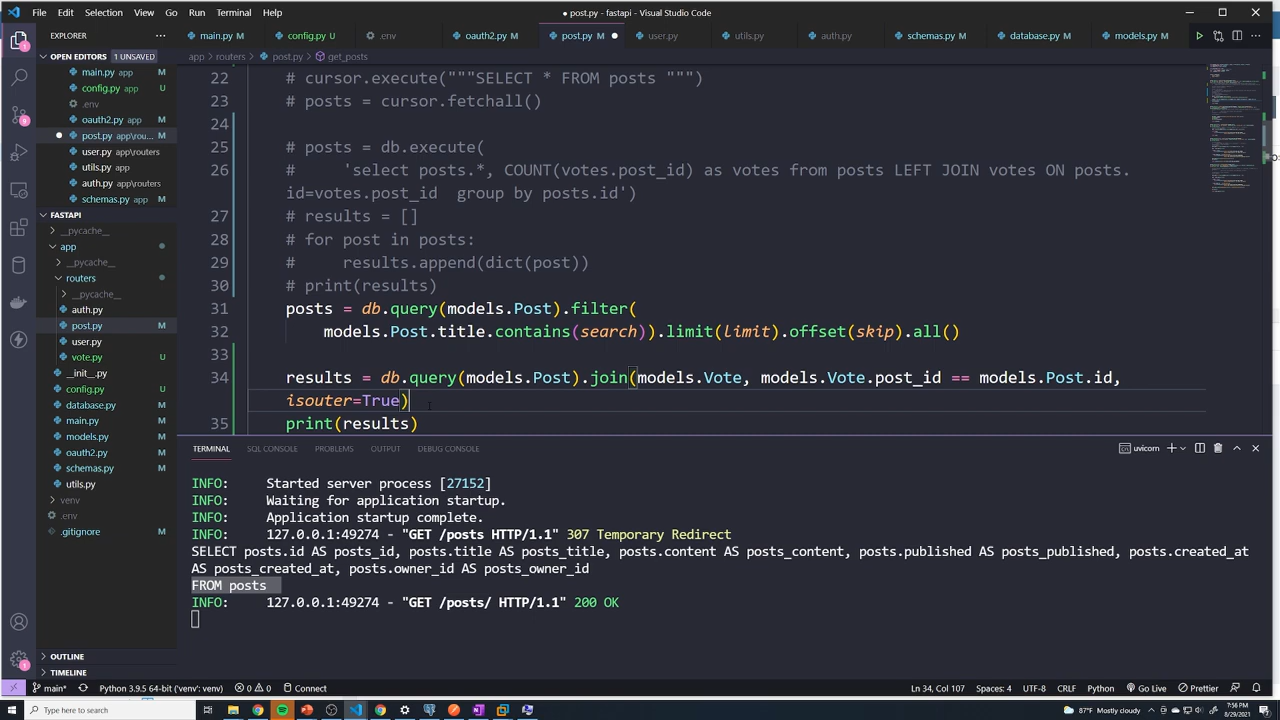 File Edit Selection View Go Run Terminal Help
post.py - fastapi - Visual Studio Code
EXPLORER
main.py M
config.py U
.env
oauth2.py M
post.py M
user.py
utils.py
auth.py
schemas.py M
database.py M
models.py M
OPEN EDITORS 1 UNSAVED
main.py M
config.py U
.env
oauth2.py M
post.py app\rou... M
user.py app\routers
utils.py app
auth.py app\routers
schemas.py app M
FASTAPI
__pycache__
app
__pycache__
routers
__pycache__
auth.py
post.py M
user.py
vote.py U
__init__.py
config.py U
database.py M
main.py M
models.py M
oauth2.py M
schemas.py M
utils.py
venv
.env
.gitignore
OUTLINE
TIMELINE
app > routers > post.py > get_posts
22 # cursor.execute("""SELECT * FROM posts """)
23 # posts = cursor.fetchall()
24
25 # posts = db.execute(
26 # 'select posts.*, COUNT(votes.post_id) as votes from posts LEFT JOIN votes ON posts.
id=votes.post_id group by posts.id')
27 # results = []
28 # for post in posts:
29 # results.append(dict(post))
30 # print(results)
31 posts = db.query(models.Post).filter(
32 models.Post.title.contains(search)).limit(limit).offset(skip).all()
33
34 results = db.query(models.Post).join(models.Vote, models.Vote.post_id == models.Post.id,
isouter=True)
35 print(results)
TERMINAL SQL CONSOLE PROBLEMS OUTPUT DEBUG CONSOLE
uvicorn
INFO: Started server process [27152]
INFO: Waiting for application startup.
INFO: Application startup complete.
INFO: 127.0.0.1:49274 - "GET /posts HTTP/1.1" 307 Temporary Redirect
SELECT posts.id AS posts_id, posts.title AS posts_title, posts.content AS posts_content, posts.published AS posts_published, posts.created_at
AS posts_created_at, posts.owner_id AS posts_owner_id
FROM posts
INFO: 127.0.0.1:49274 - "GET /posts/ HTTP/1.1" 200 OK
main* Python 3.9.5 64-bit ('venv': venv) 0 0 Connect
Ln 34, Col 107 Spaces: 4 UTF-8 CRLF Python Go Live Prettier
Type here to search
87°F Mostly cloudy
7:56 PM
8/29/2021